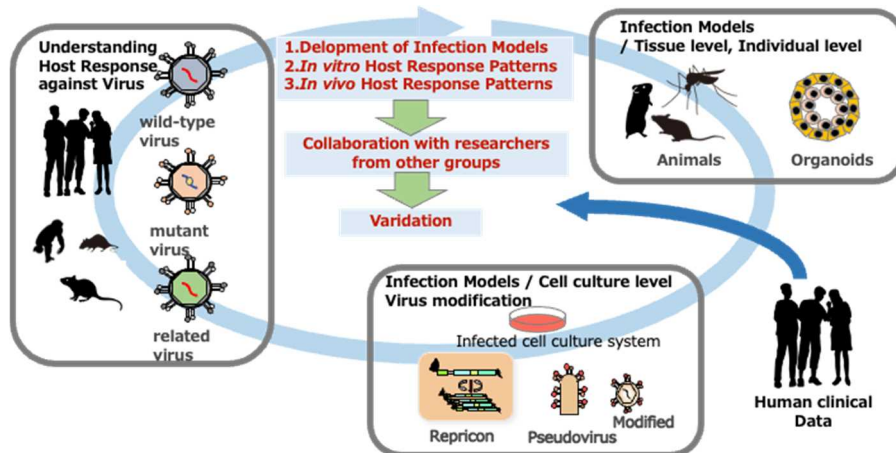 Understanding
Host Response
against Virus
wild-type
virus
mutant
virus
related
virus
1.Delopment of Infection Models
2.In vitro Host Response Patterns
3.In vivo Host Response Patterns
Collaboration with researchers
from other groups
Varidation
Infection Models
/ Tissue level, Individual level
Animals
Organoids
Infection Models / Cell culture level
Virus modification
Infected cell culture system
Repricon
Pseudovirus
Modified
Human clinical
Data